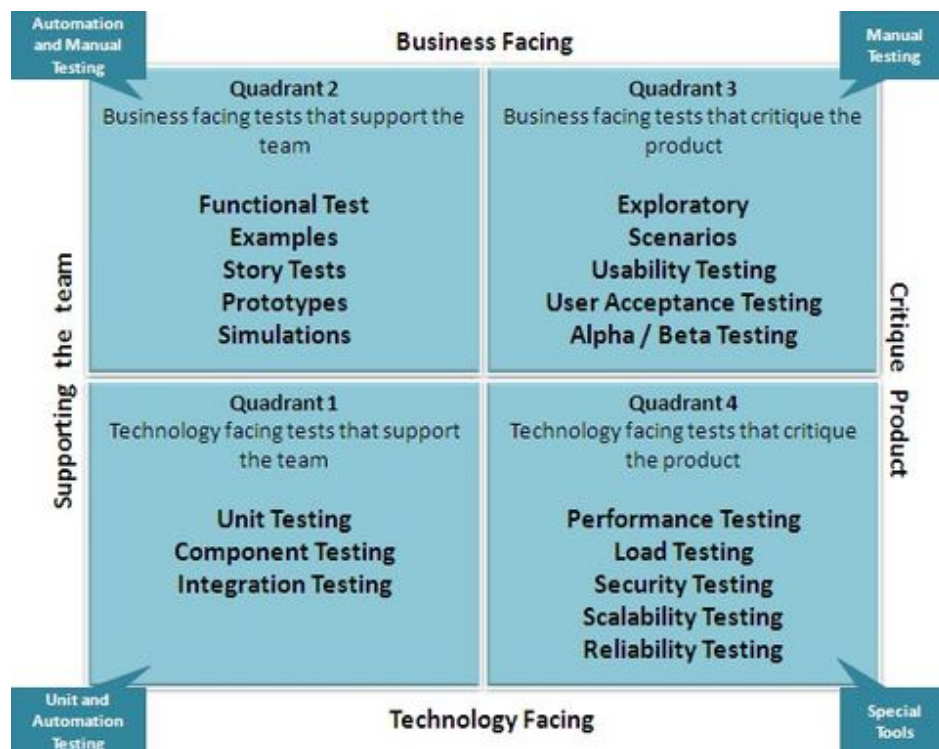 Automation
and Manual
Testing
Business Facing
Manual
Testing
Quadrant 2
Business facing tests that support the
team
Functional Test
Examples
Story Tests
Prototypes
Simulations
Quadrant 3
Business facing tests that critique the
product
Exploratory
Scenarios
Usability Testing
User Acceptance Testing
Alpha / Beta Testing
Supporting the team
Critique Product
Quadrant 1
Technology facing tests that support
the team
Unit Testing
Component Testing
Integration Testing
Quadrant 4
Technology facing tests that critique
the product
Performance Testing
Load Testing
Security Testing
Scalability Testing
Reliability Testing
Unit and
Automation
Testing
Technology Facing
Special
Tools